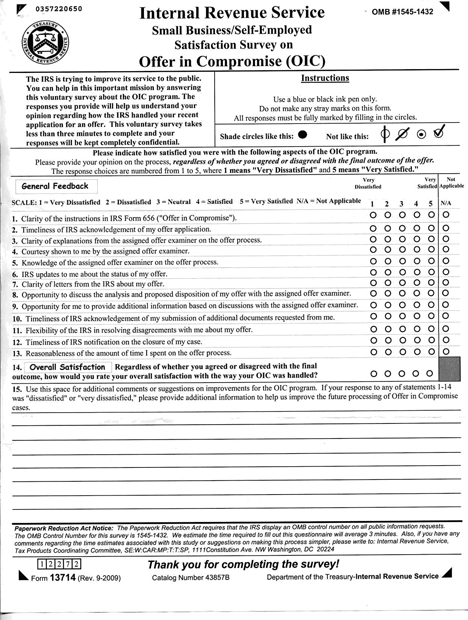 0357220650
Internal Revenue Service
OMB #1545-1432
Small Business/Self-Employed
Satisfaction Survey on
Offer in Compromise (OIC)
The IRS is trying to improve its service to the public.
You can help in this important mission by answering
this voluntary survey about the OIC program. The
responses you provide will help us understand your
opinion regarding how the IRS handled your recent
application for an offer. This voluntary survey takes
less than three minutes to complete and your
responses will be kept completely confidential.
Instructions
Use a blue or black ink pen only.
Do not make any stray marks on this form.
All responses must be fully marked by filling in the circles.
Shade circles like this:
Not like this:
Please indicate how satisfied you were with the following aspects of the OIC program.
Please provide your opinion on the process, regardless of whether you agreed or disagreed with the final outcome of the offer.
The response choices are numbered from 1 to 5, where 1 means "Very Dissatisfied" and 5 means "Very Satisfied."
General Feedback
Very Dissatisfied
Very Satisfied
Not Applicable
SCALE: 1 = Very Dissatisfied 2 = Dissatisfied 3 = Neutral 4 = Satisfied 5 = Very Satisfied N/A = Not Applicable
1 2 3 4 5 N/A
1. Clarity of the instructions in IRS Form 656 ("Offer in Compromise").
2. Timeliness of IRS acknowledgement of my offer application.
3. Clarity of explanations from the assigned offer examiner on the offer process.
4. Courtesy shown to me by the assigned offer examiner.
5. Knowledge of the assigned offer examiner on the offer process.
6. IRS updates to me about the status of my offer.
7. Clarity of letters from the IRS about my offer.
8. Opportunity to discuss the analysis and proposed disposition of my offer with the assigned offer examiner.
9. Opportunity for me to provide additional information based on discussions with the assigned offer examiner.
10. Timeliness of IRS acknowledgement of my submission of additional documents requested from me.
11. Flexibility of the IRS in resolving disagreements with me about my offer.
12. Timeliness of IRS notification on the closure of my case.
13. Reasonableness of the amount of time I spent on the offer process.
14. Overall Satisfaction Regardless of whether you agreed or disagreed with the final
outcome, how would you rate your overall satisfaction with the way your OIC was handled?
15. Use this space for additional comments or suggestions on improvements for the OIC program. If your response to any of statements 1-14
was "dissatisfied" or "very dissatisfied," please provide additional information to help us improve the future processing of Offer in Compromise
cases.
Paperwork Reduction Act Notice: The Paperwork Reduction Act requires that the IRS display an OMB control number on all public information requests.
The OMB Control Number for this survey is 1545-1432. We estimate the time required to fill out this questionnaire will average 3 minutes. Also, if you have any
comments regarding the time estimates associated with this study or suggestions on making this process simpler, please write to: Internal Revenue Service,
Tax Products Coordinating Committee, SE:W:CAR:MP:T:T:SP, 1111Constitution Ave. NW Washington, DC 20224
12272
Thank you for completing the survey!
Form 13714 (Rev. 9-2009)
Catalog Number 43857B
Department of the Treasury-Internal Revenue Service